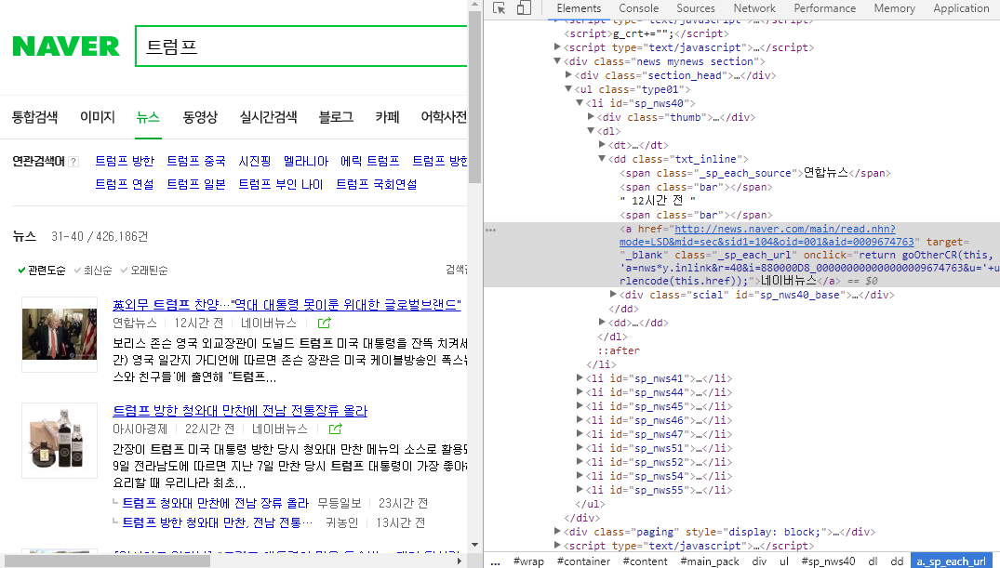 NAVER
트럼프
통합검색 이미지 뉴스 동영상 실시간검색 블로그 카페 어학사전
연관검색어 ? 트럼프 방한 트럼프 중국 시진핑 멜라니아 에릭 트럼프 트럼프 방한
트럼프 연설 트럼프 일본 트럼프 부인 나이 트럼프 국회연설
뉴스 31-40 / 426,186건
관련도순 최신순 오래된순 검색
英외무 트럼프 찬양…"역대 대통령 못이룬 위대한 글로벌브랜드"
연합뉴스 12시간 전 네이버뉴스
보리스 존슨 영국 외교장관이 도널드 트럼프 미국 대통령을 잔뜩 치켜세
간) 영국 일간지 가디언에 따르면 존슨 장관은 미국 케이블방송인 폭스뉴
스와 친구들'에 출연해 "트럼프...
트럼프 방한 청와대 만찬에 전남 전통장류 올라
아시아경제 22시간 전 네이버뉴스
간장이 트럼프 미국 대통령 방한 당시 청와대 만찬 메뉴의 소스로 활용되
9일 전라남도에 따르면 지난 7일 만찬 당시 트럼프 대통령이 가장 좋아하
요리할 때 우리나라 최초...
트럼프 청와대 만찬에 전남 장류 올라 무등일보 23시간 전
트럼프 방한 청와대 만찬, 전남 전통… 귀농인 13시간 전
Elements Console Sources Network Performance Memory Application
<script type="text/javascript">…</script>
<script>g_crt+="";</script>
<script type="text/javascript">…</script>
<div class="news mynews section">
<div class="section_head">…</div>
<ul class="type01">
<li id="sp_nws40">
<div class="thumb">…</div>
<dl>
<dt>…</dt>
<dd class="txt_inline">
<span class="_sp_each_source">연합뉴스</span>
<span class="bar"></span>
" 12시간 전 "
<span class="bar"></span>
<a href="http://news.naver.com/main/read.nhn?
mode=LSD&mid=sec&sid1=104&oid=001&aid=0009674763" target=
"_blank" class="_sp_each_url" onclick="return goOtherCR(this,
'a=nws*y.inlink&r=40&i=880000D8_000000000000000009674763&u='+u
rlencode(this.href));">네이버뉴스</a> == $0
<div class="scial" id="sp_nws40_base">…</div>
</dd>
<dd>…</dd>
</dl>
::after
</li>
<li id="sp_nws41">…</li>
<li id="sp_nws44">…</li>
<li id="sp_nws45">…</li>
<li id="sp_nws46">…</li>
<li id="sp_nws47">…</li>
<li id="sp_nws51">…</li>
<li id="sp_nws52">…</li>
<li id="sp_nws54">…</li>
<li id="sp_nws55">…</li>
</ul>
</div>
<div class="paging" style="display: block;">…</div>
<script type="text/javascript">…</script>
... #wrap #container #content #main_pack div ul #sp_nws40 dl dd a._sp_each_url